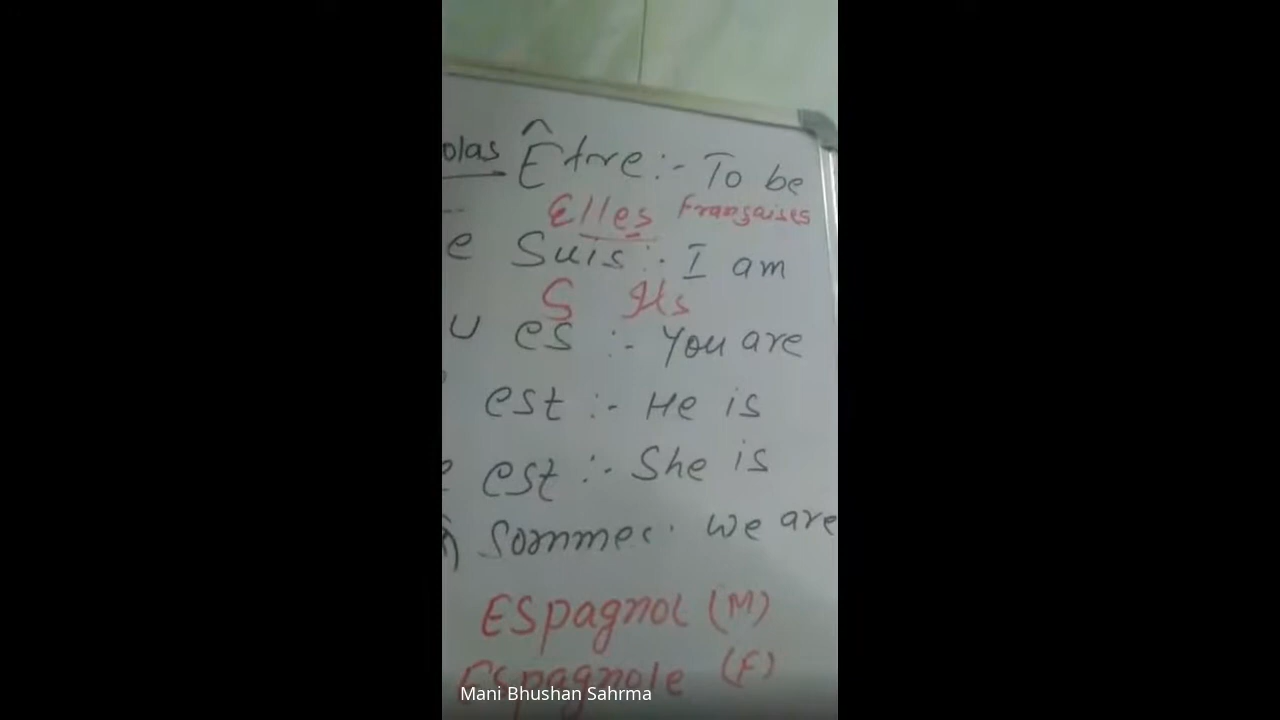 olas Être :- To be
Elles Françaises
e Suis :- I am
S Ils
u es :- You are
est :- He is
e est :- She is
Sommes : we are
Espagnol (M)
Espagnole (F)
Mani Bhushan Sahrma